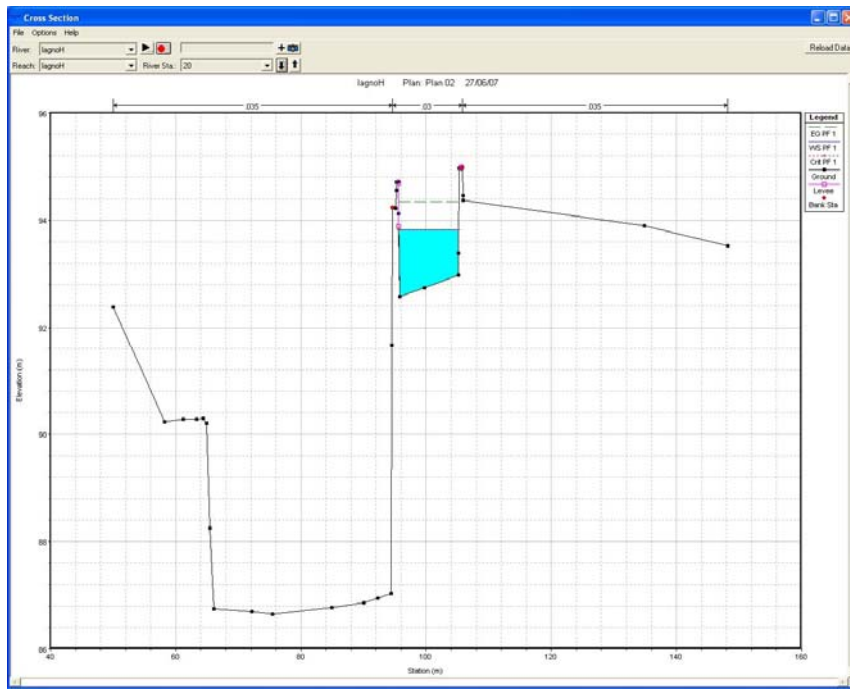 Cross Section
File Options Help
River: lagnoH
Reload Data
Reach: lagnoH River Sta.: 20
lagnoH Plan: Plan 02 27/06/07
.035 .03 .035
Legend
EG PF 1
WS PF 1
Crit PF 1
Ground
Levee
Bank Sta
96
94
92
90
88
86
Elevation (m)
40 60 80 100 120 140 160
Station (m)